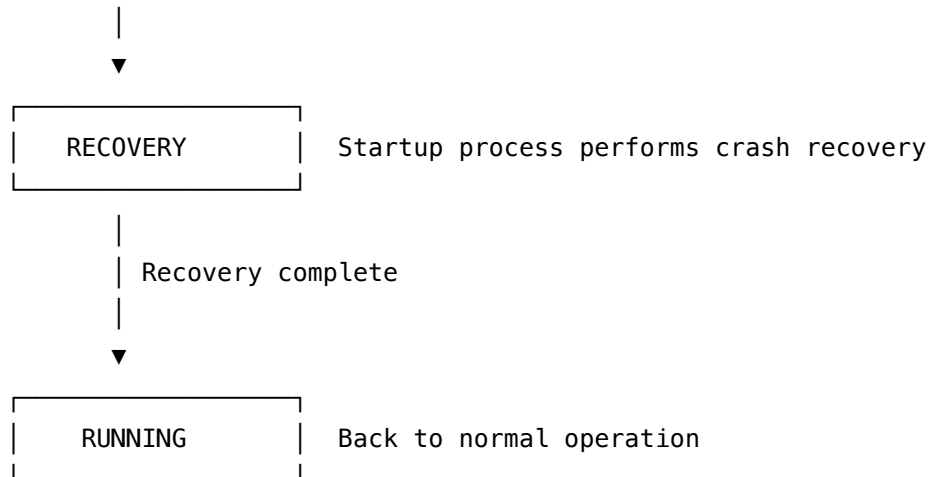 RECOVERY Startup process performs crash recovery
Recovery complete
RUNNING Back to normal operation